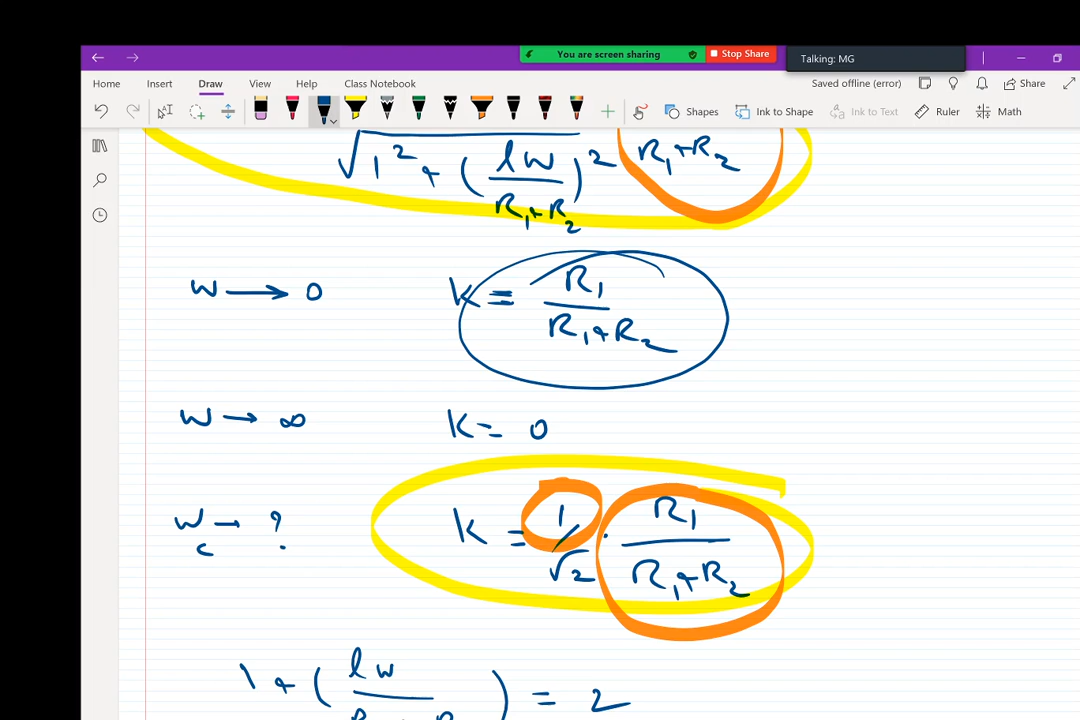 You are screen sharing Stop Share Talking: MG
Home Insert Draw View Help Class Notebook Saved offline (error) Share
Shapes Ink to Shape Ink to Text Ruler Math
√1² + (lw/R₁+R₂)² R₁+R₂
w → 0 K = R₁/R₁+R₂
w → ∞ K = 0
w_c → ? K = 1/√2 · R₁/R₁+R₂
1 + (lw/ ) = 2